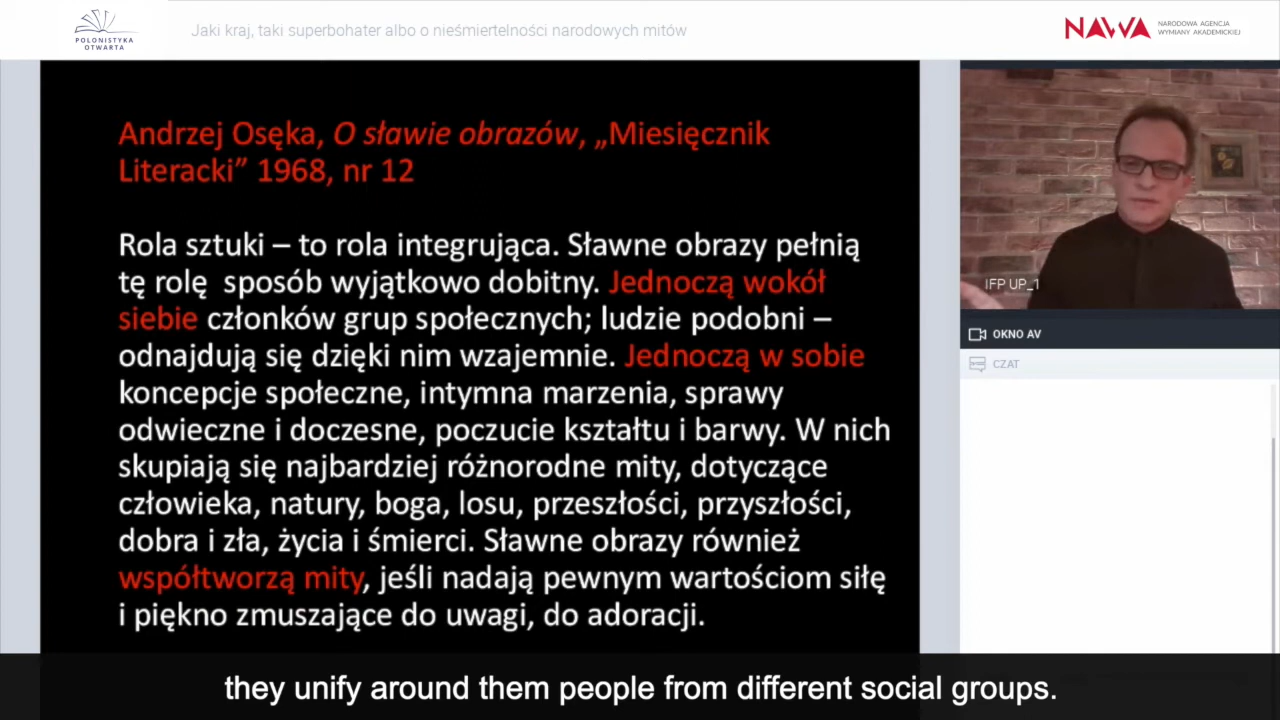 POLONISTYKA
OTWARTA
Jaki kraj, taki superbohater albo o nieśmiertelności narodowych mitów
NAWA
NARODOWA AGENCJA
WYMIANY AKADEMICKIEJ
Andrzej Osęka, O sławie obrazów, „Miesięcznik
Literacki” 1968, nr 12
Rola sztuki – to rola integrująca. Sławne obrazy pełnią
tę rolę sposób wyjątkowo dobitny. Jednoczą wokół
siebie członków grup społecznych; ludzie podobni –
odnajdują się dzięki nim wzajemnie. Jednoczą w sobie
koncepcje społeczne, intymna marzenia, sprawy
odwieczne i doczesne, poczucie kształtu i barwy. W nich
skupiają się najbardziej różnorodne mity, dotyczące
człowieka, natury, boga, losu, przeszłości, przyszłości,
dobra i zła, życia i śmierci. Sławne obrazy również
współtworzą mity, jeśli nadają pewnym wartościom siłę
i piękno zmuszające do uwagi, do adoracji.
IFP UP_1
OKNO AV
CZAT
they unify around them people from different social groups.